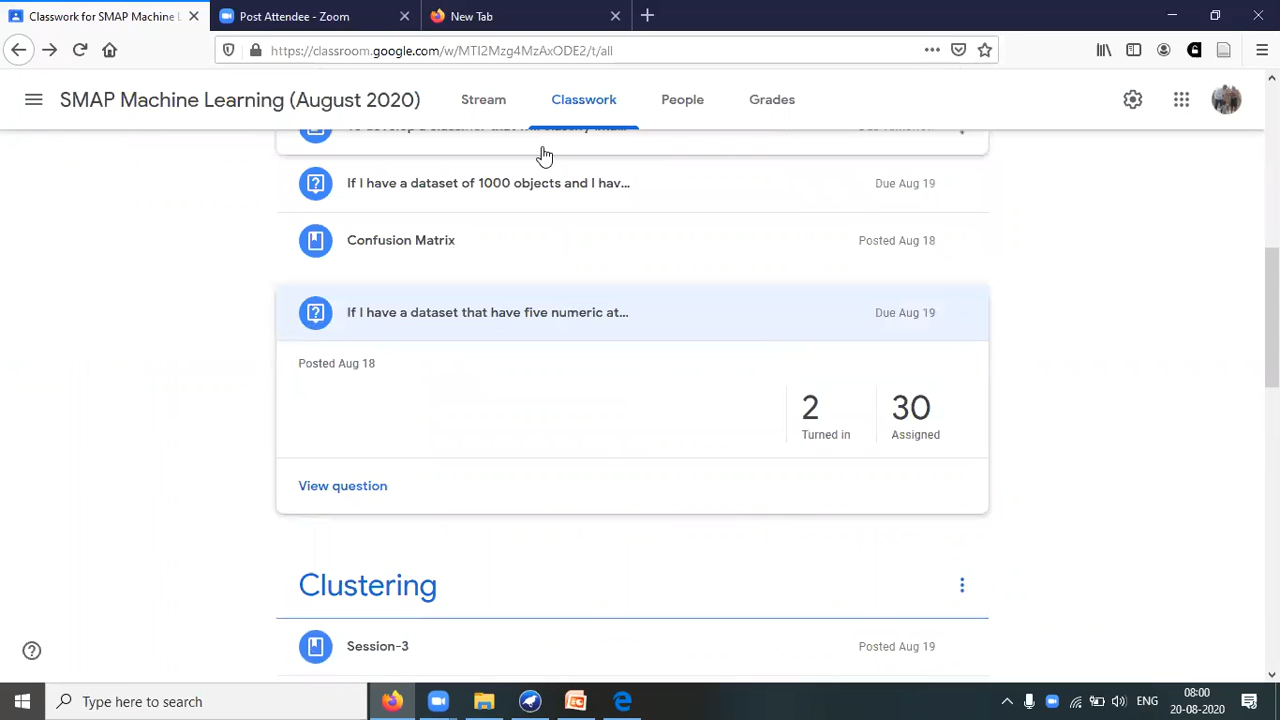 Classwork for SMAP Machine L
Post Attendee - Zoom
New Tab
https://classroom.google.com/w/MTI2Mzg4MzAxODE2/t/all
SMAP Machine Learning (August 2020)
Stream
Classwork
People
Grades
If I have a dataset of 1000 objects and I hav...
Due Aug 19
Confusion Matrix
Posted Aug 18
If I have a dataset that have five numeric at...
Due Aug 19
Posted Aug 18
2
30
Turned in
Assigned
View question
Clustering
Session-3
Posted Aug 19
Type here to search
ENG
08:00
20-08-2020